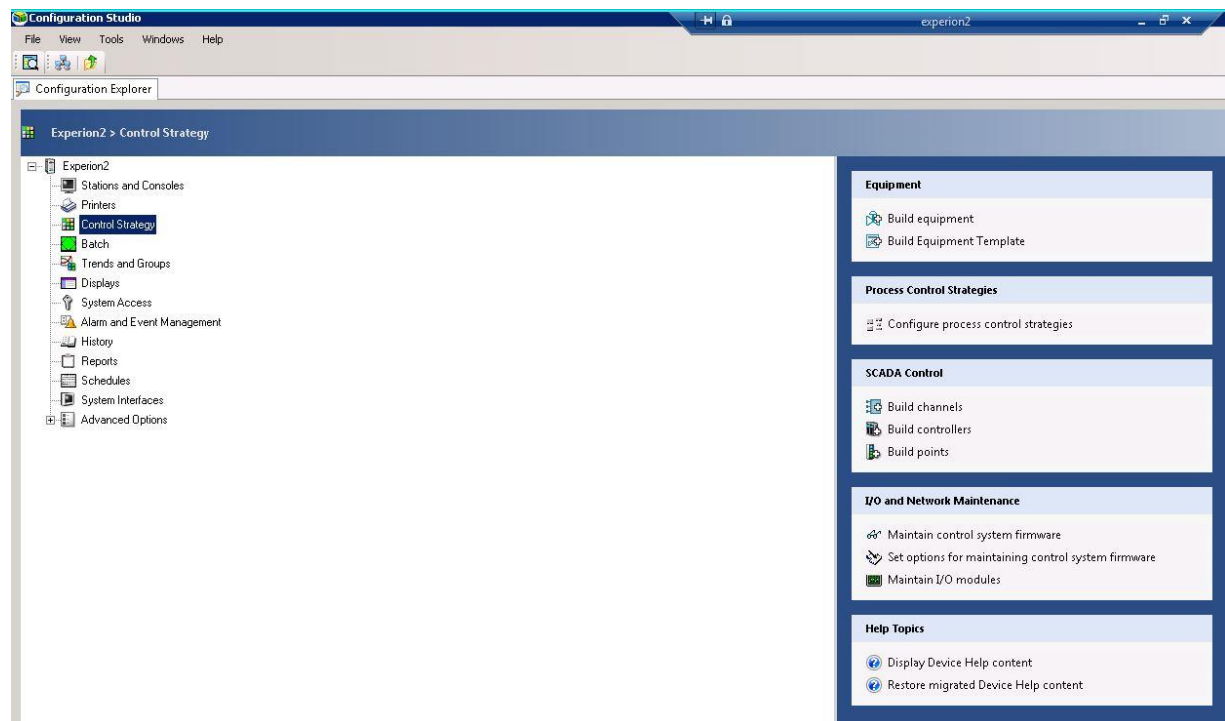 Configuration Studio
experion2
File View Tools Windows Help
Configuration Explorer
Experion2 > Control Strategy
Experion2
Stations and Consoles
Printers
Control Strategy
Batch
Trends and Groups
Displays
System Access
Alarm and Event Management
History
Reports
Schedules
System Interfaces
Advanced Options
Equipment
Build equipment
Build Equipment Template
Process Control Strategies
Configure process control strategies
SCADA Control
Build channels
Build controllers
Build points
I/O and Network Maintenance
Maintain control system firmware
Set options for maintaining control system firmware
Maintain I/O modules
Help Topics
Display Device Help content
Restore migrated Device Help content